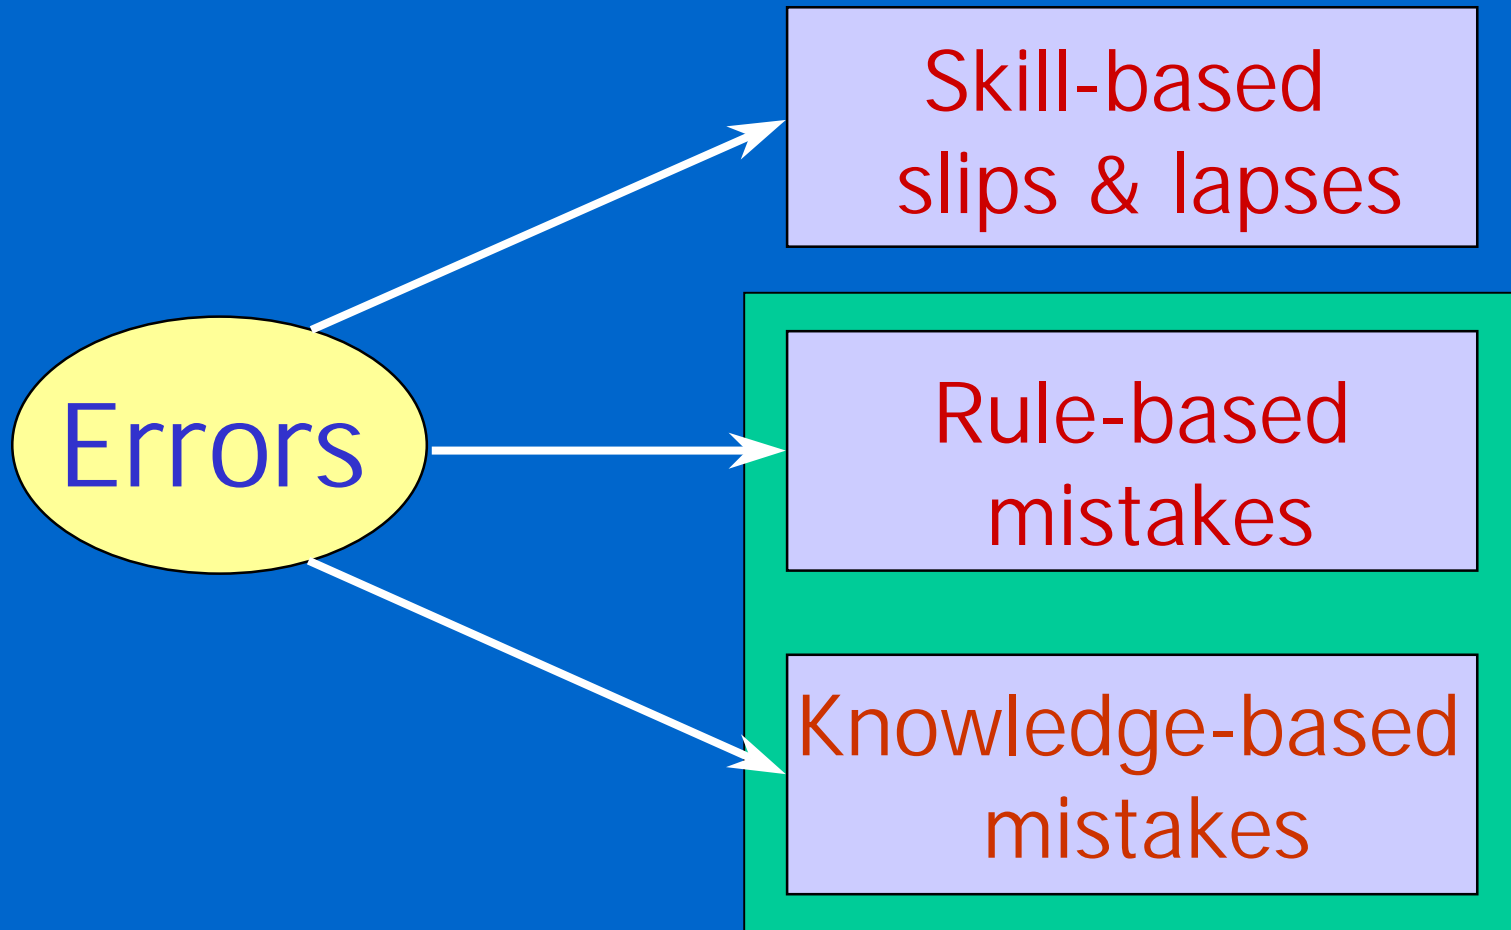 Skill-based
slips & lapses
Errors
Rule-based
mistakes
Knowledge-based
mistakes